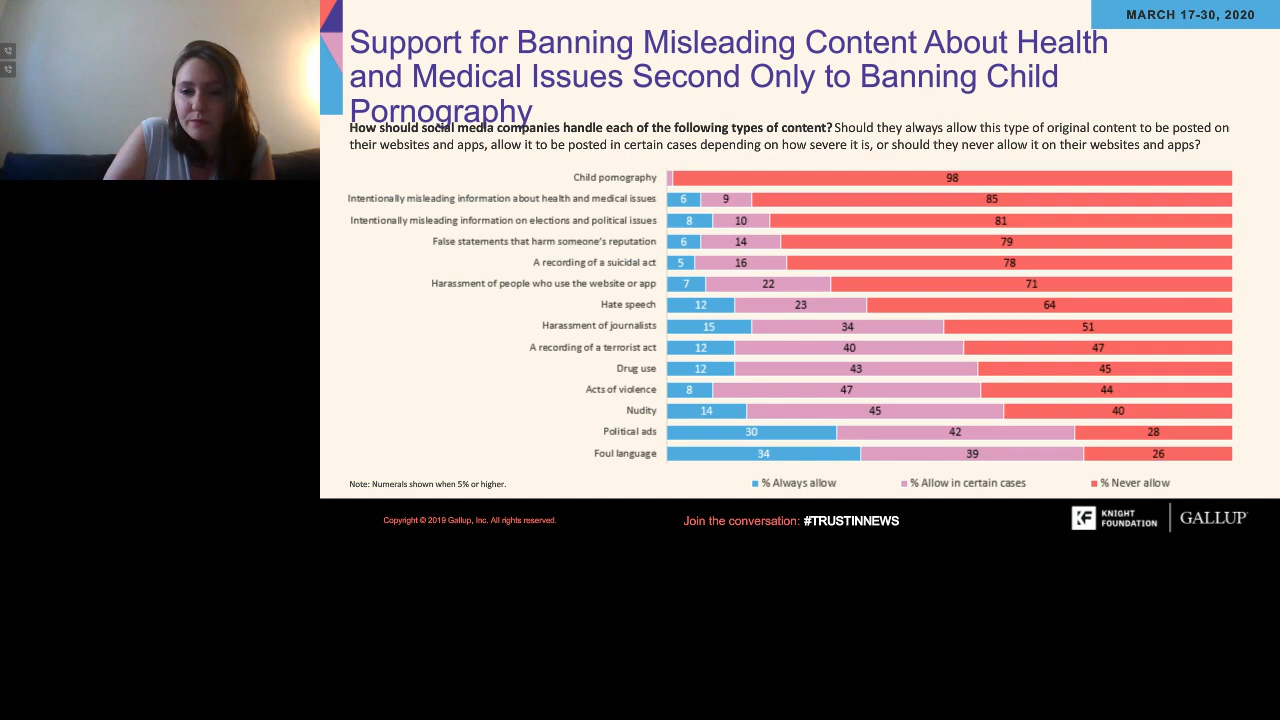 MARCH 17-30, 2020
Support for Banning Misleading Content About Health
and Medical Issues Second Only to Banning Child
Pornography
How should social media companies handle each of the following types of content? Should they always allow this type of original content to be posted on
their websites and apps, allow it to be posted in certain cases depending on how severe it is, or should they never allow it on their websites and apps?
Child pornography 98
Intentionally misleading information about health and medical issues 6 9 85
Intentionally misleading information on elections and political issues 8 10 81
False statements that harm someone's reputation 6 14 79
A recording of a suicidal act 5 16 78
Harassment of people who use the website or app 7 22 71
Hate speech 12 23 64
Harassment of journalists 15 34 51
A recording of a terrorist act 12 40 47
Drug use 12 43 45
Acts of violence 8 47 44
Nudity 14 45 40
Political ads 30 42 28
Foul language 34 39 26
Note: Numerals shown when 5% or higher.
% Always allow % Allow in certain cases % Never allow
Copyright © 2019 Gallup, Inc. All rights reserved.
Join the conversation: #TRUSTINNEWS
KNIGHT
FOUNDATION
GALLUP